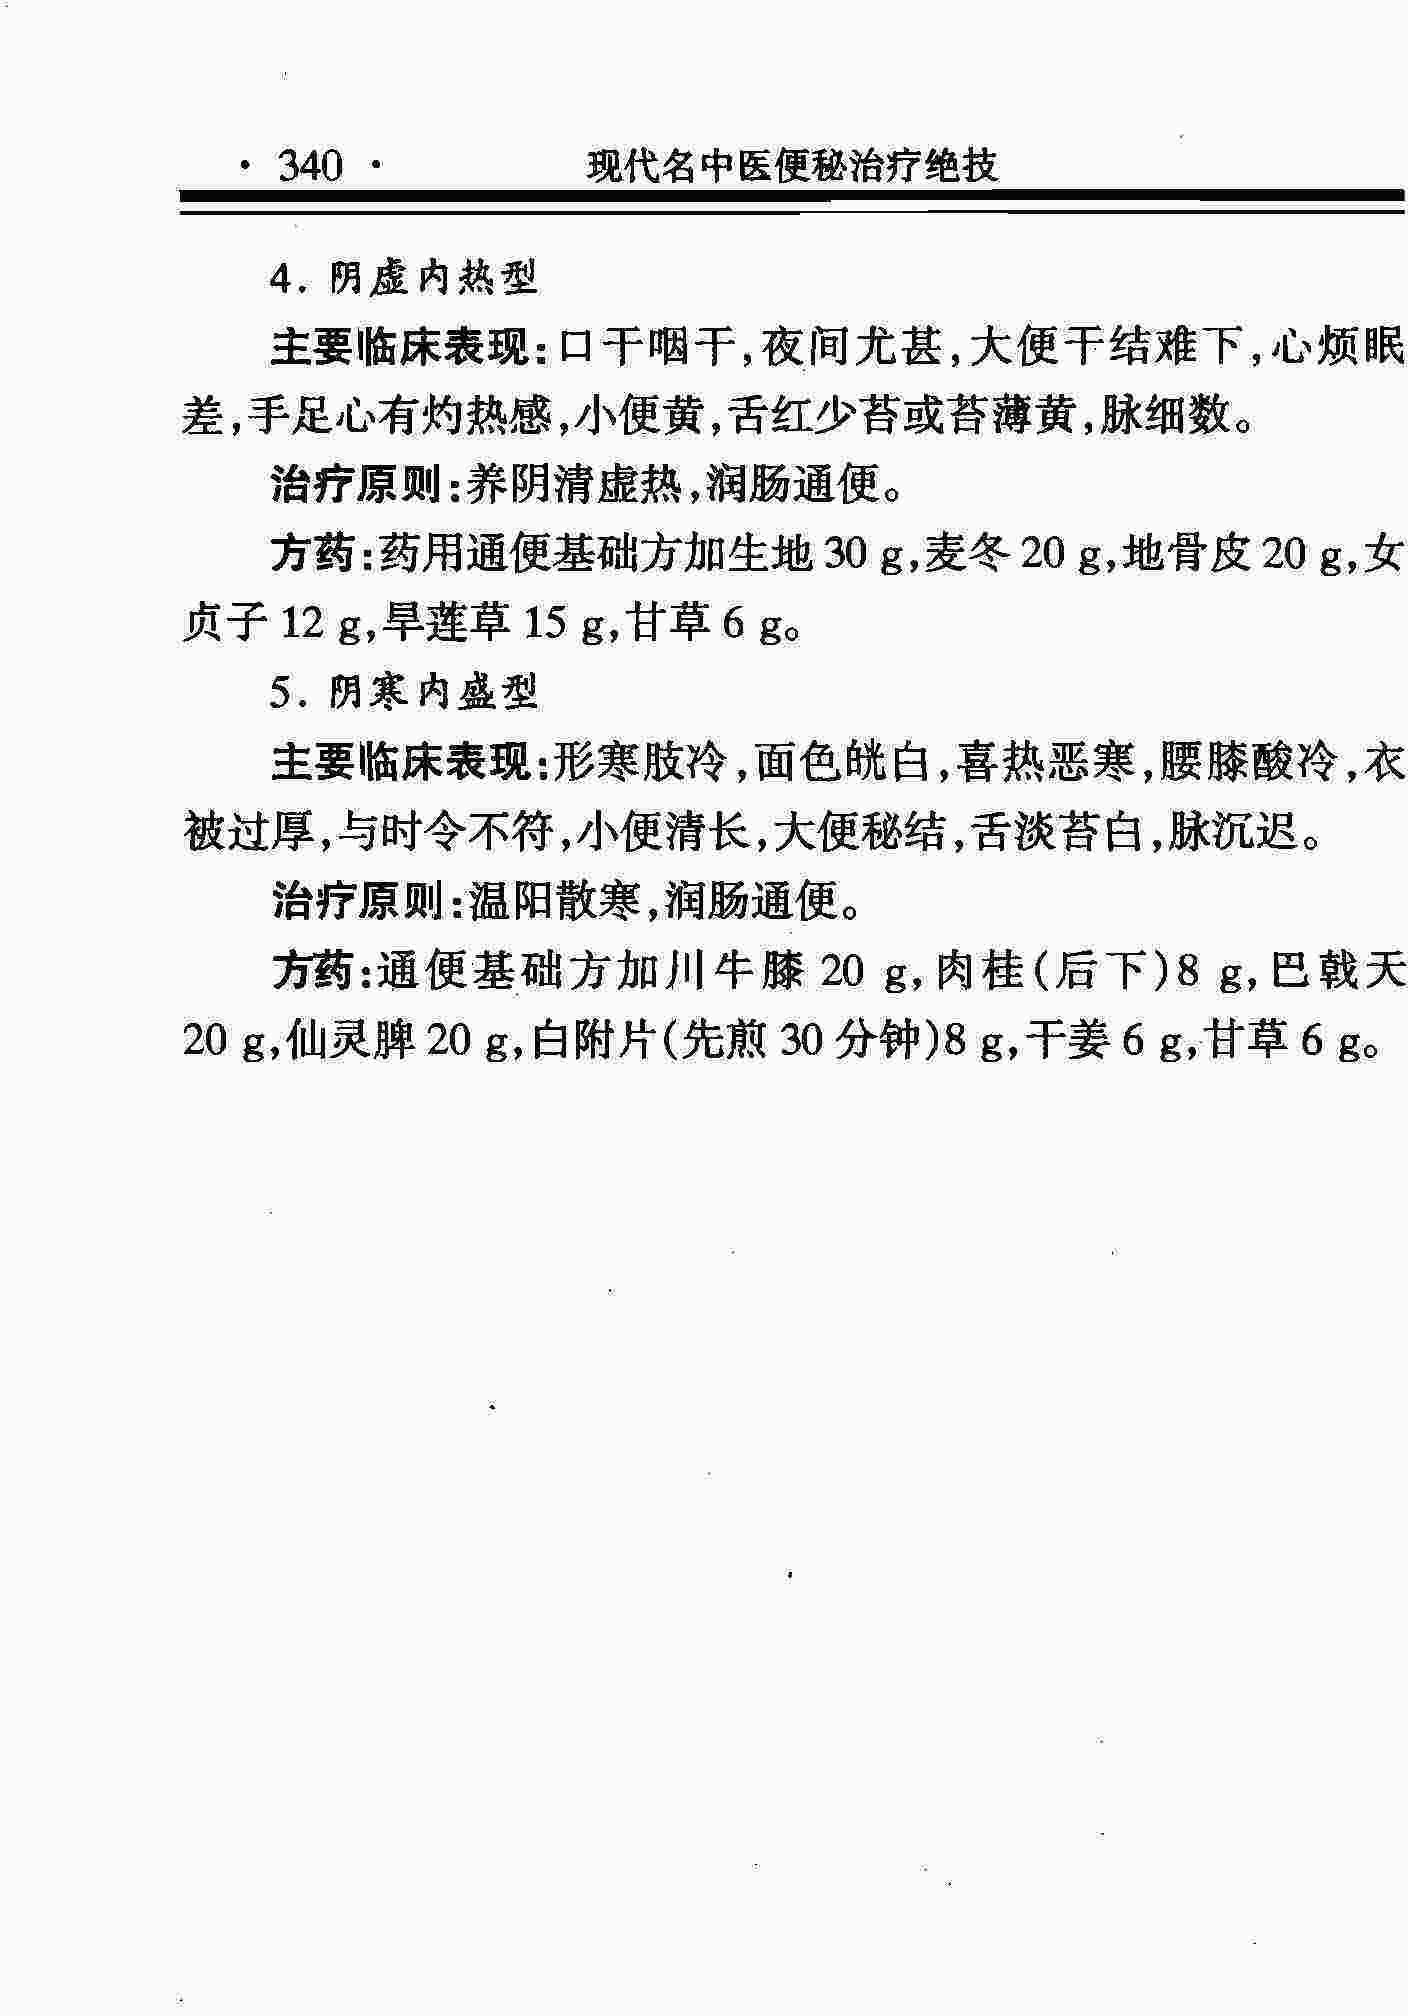 · 340 · 现代名中医便秘治疗绝技
4. 阴虚内热型
主要临床表现:口干咽干,夜间尤甚,大便干结难下,心烦眠
差,手足心有灼热感,小便黄,舌红少苔或苔薄黄,脉细数。
治疗原则:养阴清虚热,润肠通便。
方药:药用通便基础方加生地 30 g,麦冬 20 g,地骨皮 20 g,女
贞子 12 g,旱莲草 15 g,甘草 6 g。
5. 阴寒内盛型
主要临床表现:形寒肢冷,面色㿠白,喜热恶寒,腰膝酸冷,衣
被过厚,与时令不符,小便清长,大便秘结,舌淡苔白,脉沉迟。
治疗原则:温阳散寒,润肠通便。
方药:通便基础方加川牛膝 20 g,肉桂(后下)8 g,巴戟天
20 g,仙灵脾 20 g,白附片(先煎 30 分钟)8 g,干姜 6 g,甘草 6 g。